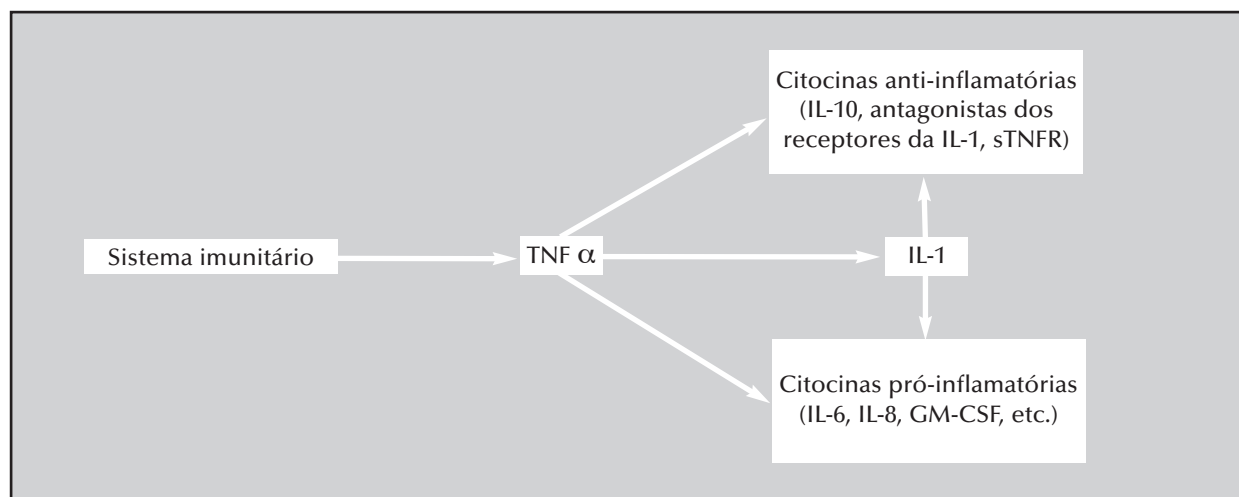 Citocinas anti-inflamatórias
(IL-10, antagonistas dos
receptores da IL-1, sTNFR)
Sistema imunitário
TNF α
IL-1
Citocinas pró-inflamatórias
(IL-6, IL-8, GM-CSF, etc.)